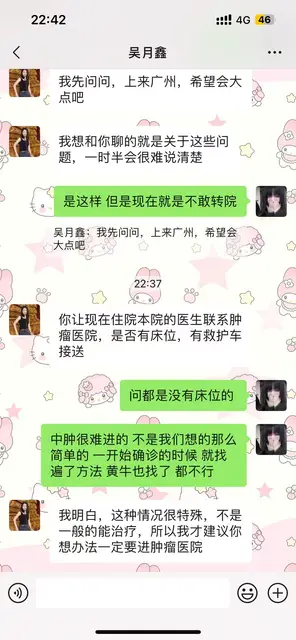 22:42
4G
46
吴月鑫
我先问问，上来广州，希望会大
点吧
我想和你聊的就是关于这些问
题，一时半会很难说清楚
是这样 但是现在就是不敢转院
吴月鑫：我先问问，上来广州，希望会
大点吧
22:37
你让现在住院本院的医生联系肿
瘤医院，是否有床位，有救护车
接送
问都是没有床位的
中肿很难进的 不是我们想的那么
简单的 一开始确诊的时候 就找
遍了方法 黄牛也找了 都不行
我明白，这种情况很特殊，不是
一般的能治疗，所以我才建议你
想办法一定要进肿瘤医院